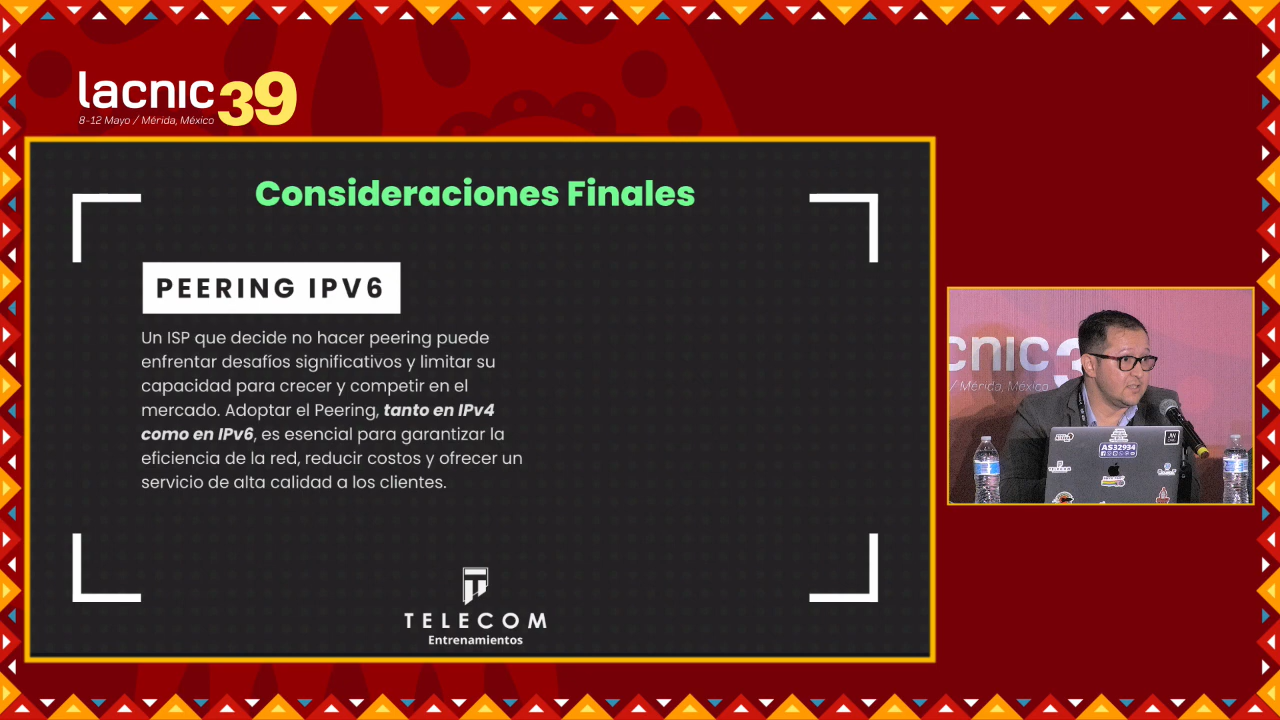 lacnic39
8-12 Mayo / Mérida, México
Consideraciones Finales
PEERING IPV6
Un ISP que decide no hacer peering puede
enfrentar desafíos significativos y limitar su
capacidad para crecer y competir en el
mercado. Adoptar el Peering, tanto en IPv4
como en IPv6, es esencial para garantizar la
eficiencia de la red, reducir costos y ofrecer un
servicio de alta calidad a los clientes.
TELECOM
Entrenamientos
cnic3
/ Mérida, México
AS32934